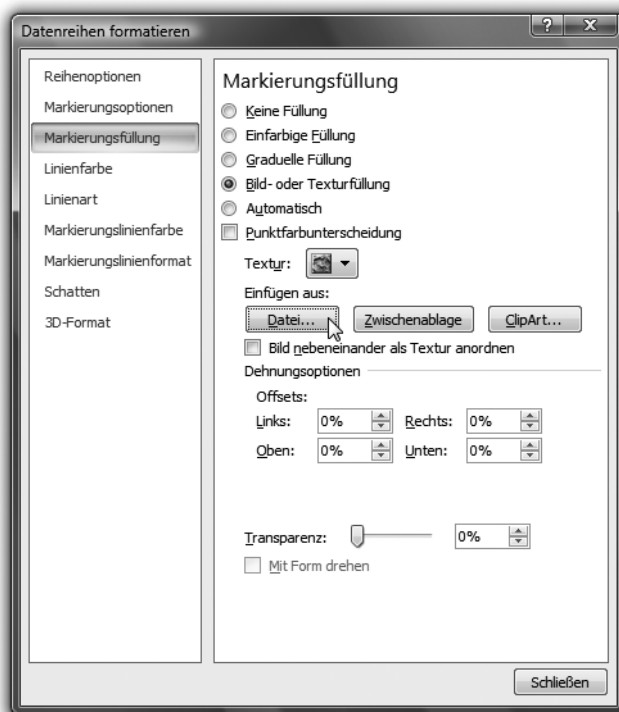 Datenreihen formatieren
Reihenoptionen
Markierungsoptionen
Markierungsfüllung
Linienfarbe
Linienart
Markierungslinienfarbe
Markierungslinienformat
Schatten
3D-Format
Markierungsfüllung
Keine Füllung
Einfarbige Füllung
Graduelle Füllung
Bild- oder Texturfüllung
Automatisch
Punktfarbunterscheidung
Textur:
Einfügen aus:
Datei... Zwischenablage ClipArt...
Bild nebeneinander als Textur anordnen
Dehnungsoptionen
Offsets:
Links: 0% Rechts: 0%
Oben: 0% Unten: 0%
Transparenz: 0%
Mit Form drehen
Schließen